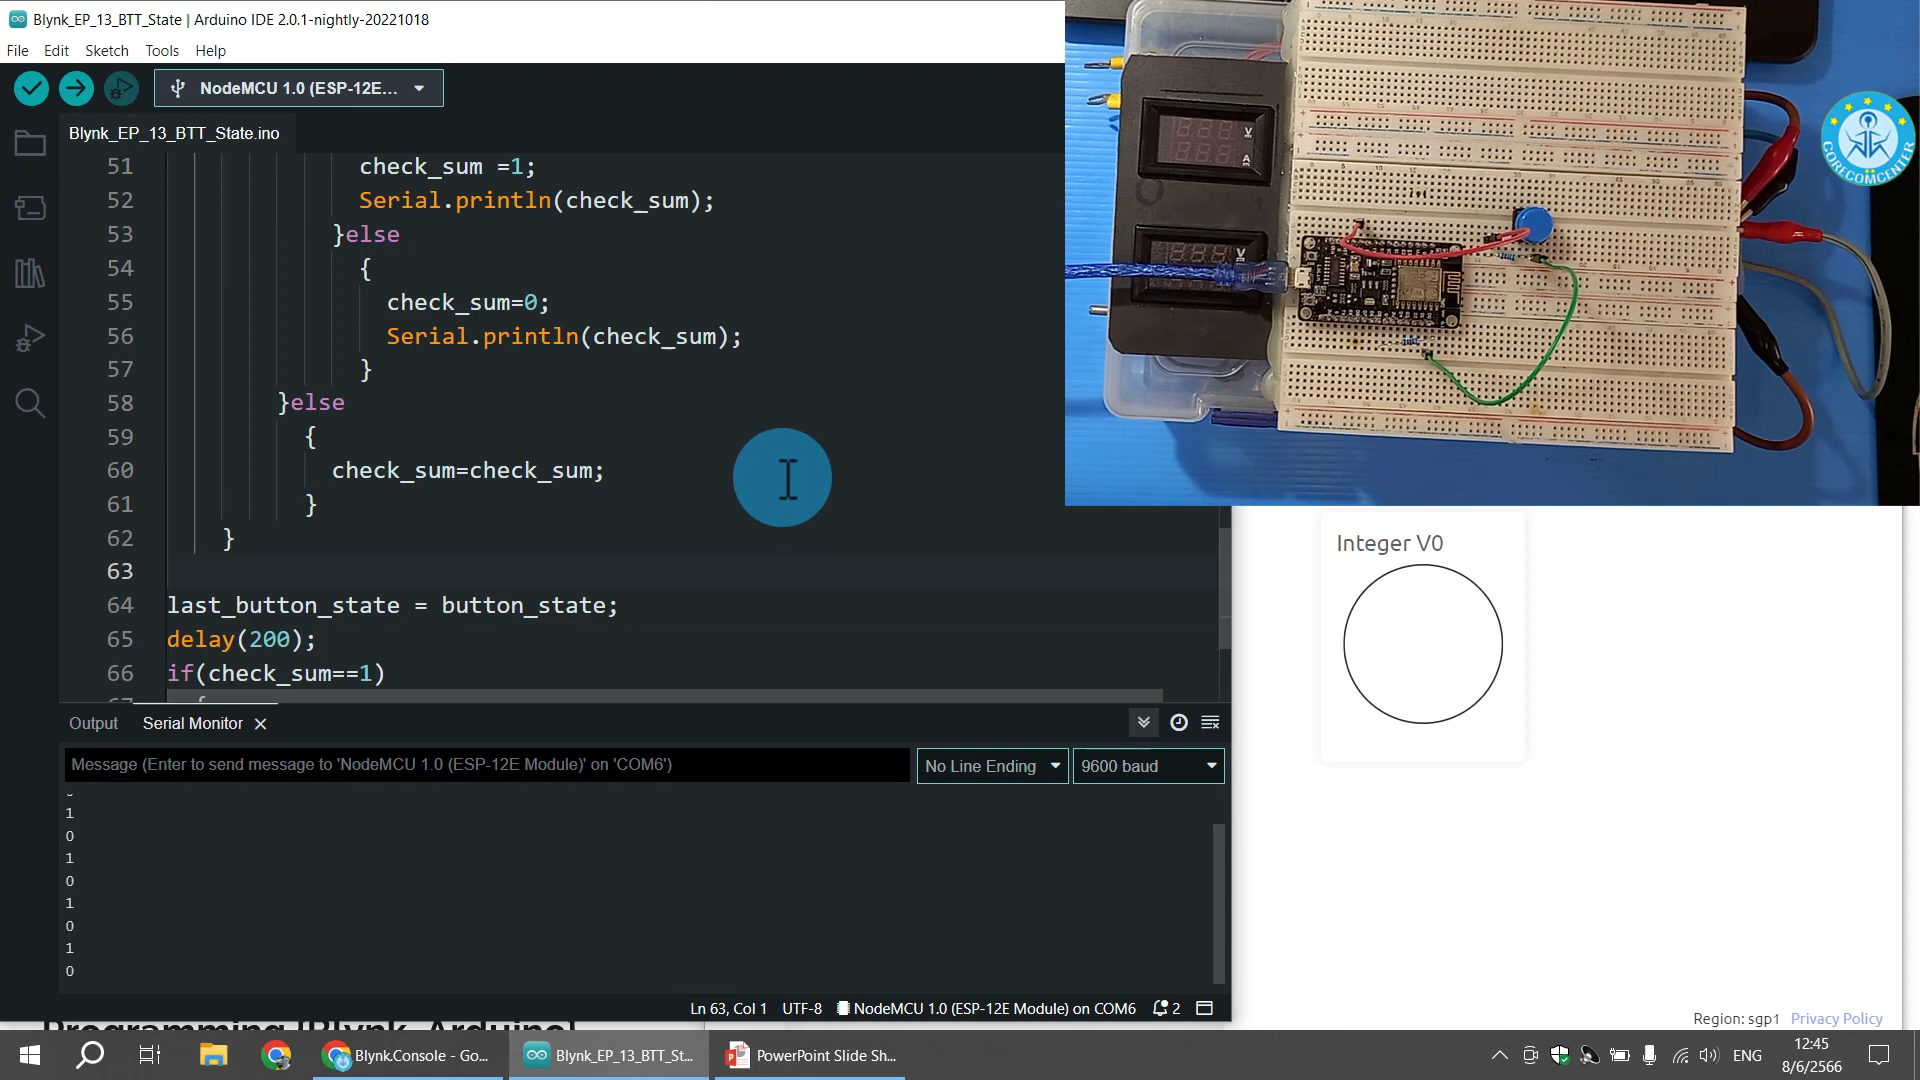 Blynk_EP_13_BTT_State | Arduino IDE 2.0.1-nightly-20221018
File Edit Sketch Tools Help
NodeMCU 1.0 (ESP-12E...
Blynk_EP_13_BTT_State.ino
51 check_sum =1;
52 Serial.println(check_sum);
53 }else
54 {
55 check_sum=0;
56 Serial.println(check_sum);
57 }
58 }else
59 {
60 check_sum=check_sum;
61 }
62 }
63
64 last_button_state = button_state;
65 delay(200);
66 if(check_sum==1)
67 {
Output Serial Monitor
Message (Enter to send message to 'NodeMCU 1.0 (ESP-12E Module)' on 'COM6')
No Line Ending
9600 baud
1
0
1
0
1
0
1
0
Ln 63, Col 1 UTF-8 NodeMCU 1.0 (ESP-12E Module) on COM6 2
V
A
V
CORECOMCENTER
Integer V0
Region: sgp1 Privacy Policy
Programming [Blynk Arduino]
Blynk.Console - Go...
Blynk_EP_13_BTT_St...
PowerPoint Slide Sh...
ENG
12:45
8/6/2566